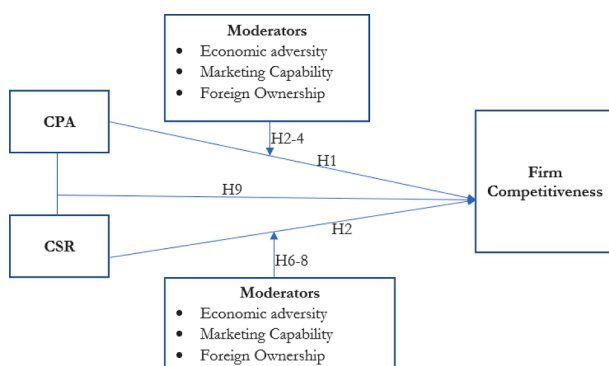 Moderators
• Economic adversity
• Marketing Capability
• Foreign Ownership
CPA
H2-4
H1
Firm
Competitiveness
H9
CSR
H2
H6-8
Moderators
• Economic adversity
• Marketing Capability
• Foreign Ownership